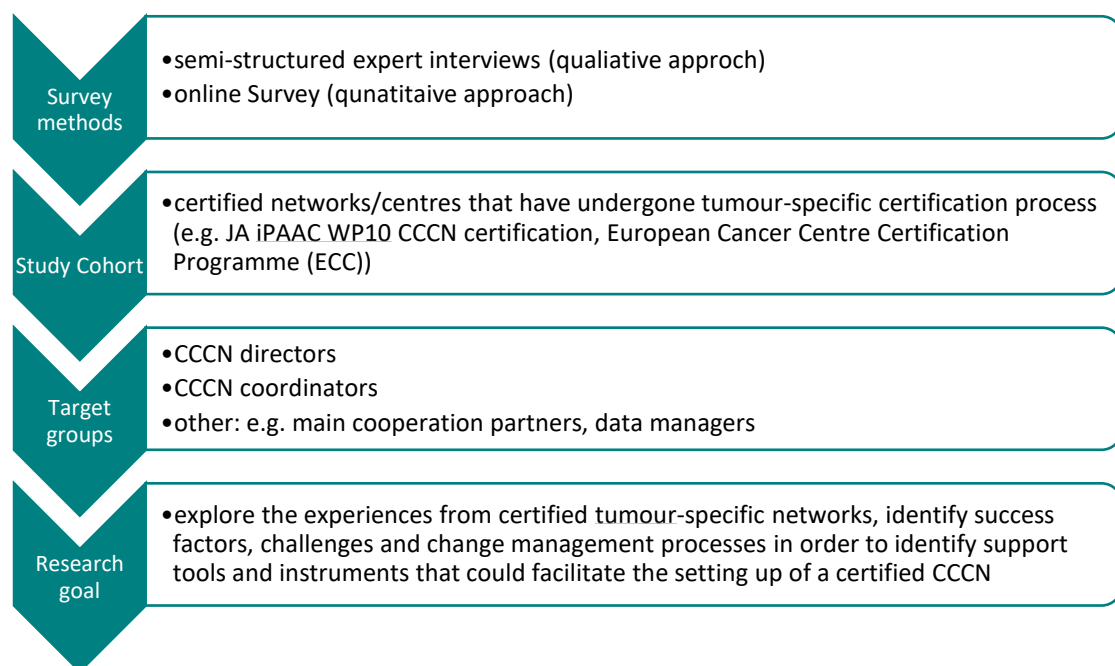 Survey
methods
•semi-structured expert interviews (qualiative approch)
•online Survey (qunatitaive approach)
Study Cohort
•certified networks/centres that have undergone tumour-specific certification process
(e.g. JA iPAAC WP10 CCCN certification, European Cancer Centre Certification
Programme (ECC))
Target
groups
•CCCN directors
•CCCN coordinators
•other: e.g. main cooperation partners, data managers
Research
goal
•explore the experiences from certified tumour-specific networks, identify success
factors, challenges and change management processes in order to identify support
tools and instruments that could facilitate the setting up of a certified CCCN